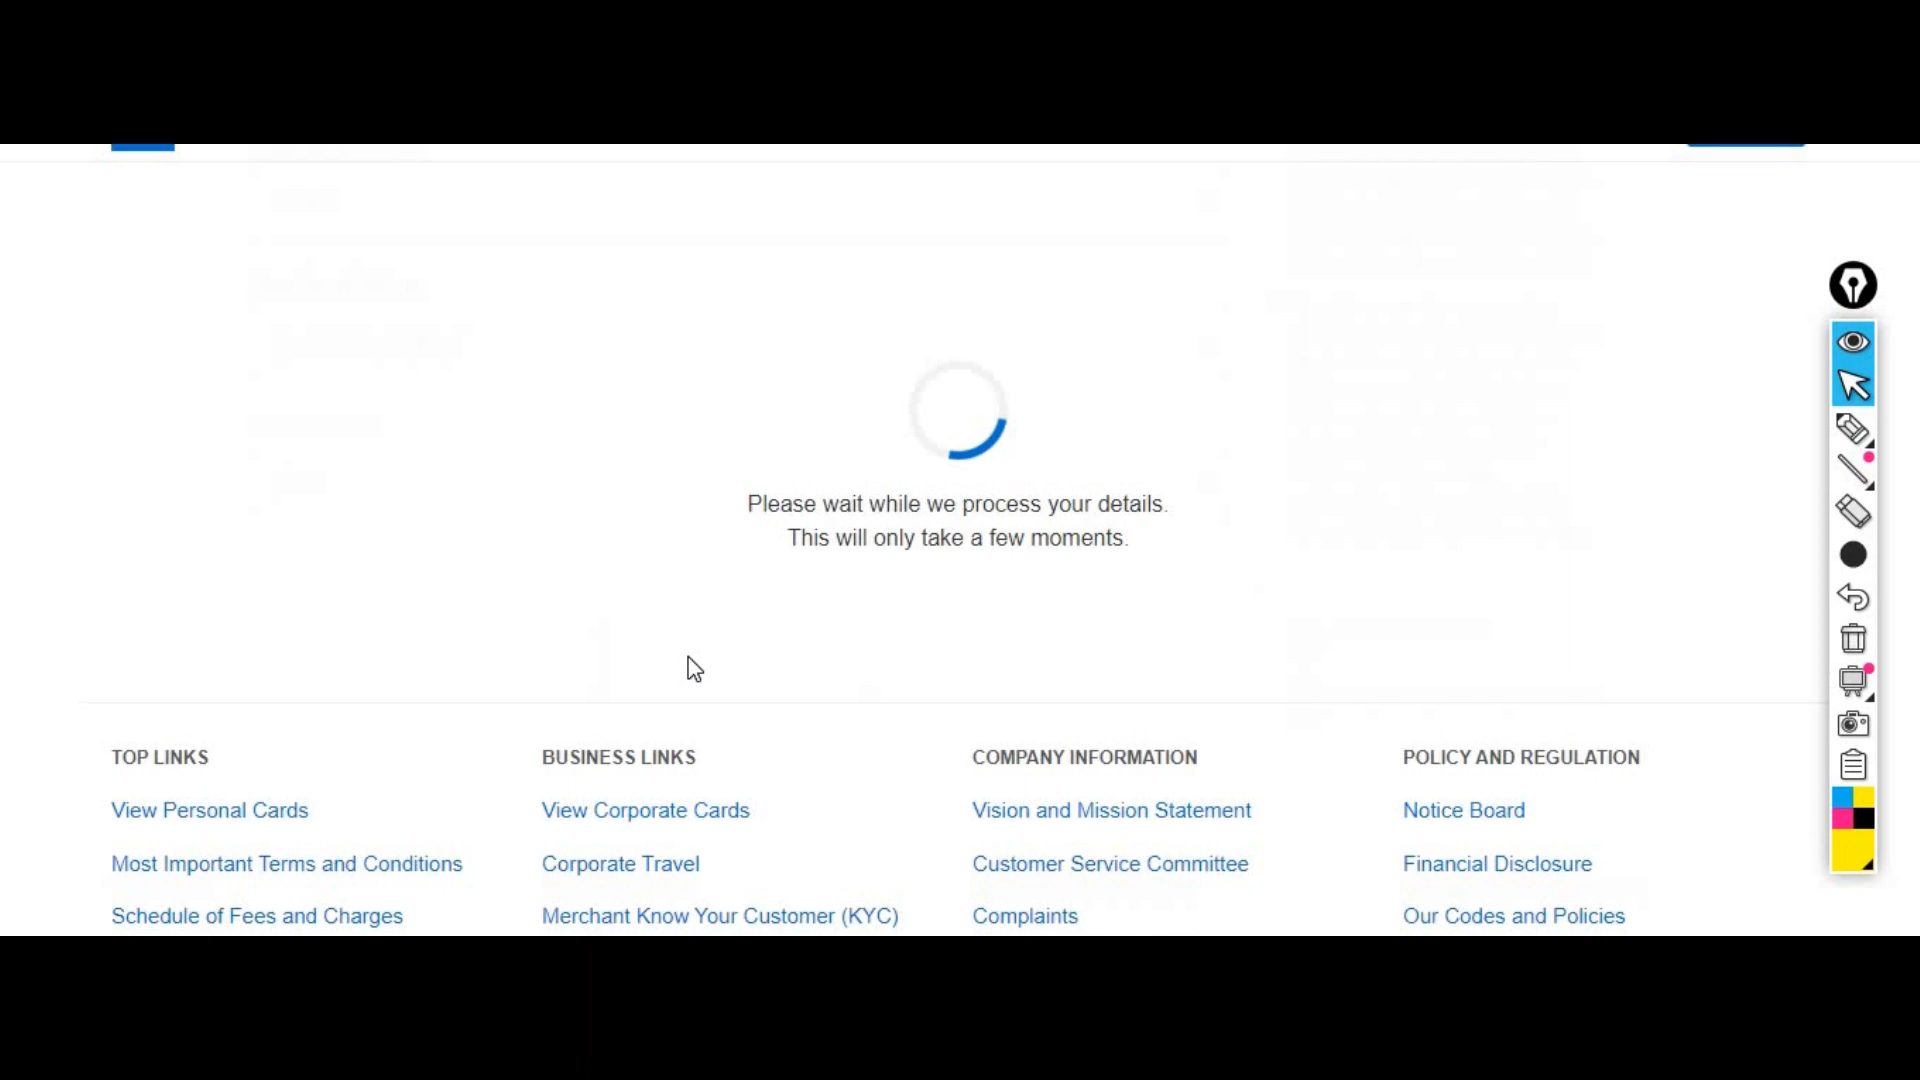 Please wait while we process your details.
This will only take a few moments.
TOP LINKS
View Personal Cards
Most Important Terms and Conditions
Schedule of Fees and Charges
BUSINESS LINKS
View Corporate Cards
Corporate Travel
Merchant Know Your Customer (KYC)
COMPANY INFORMATION
Vision and Mission Statement
Customer Service Committee
Complaints
POLICY AND REGULATION
Notice Board
Financial Disclosure
Our Codes and Policies